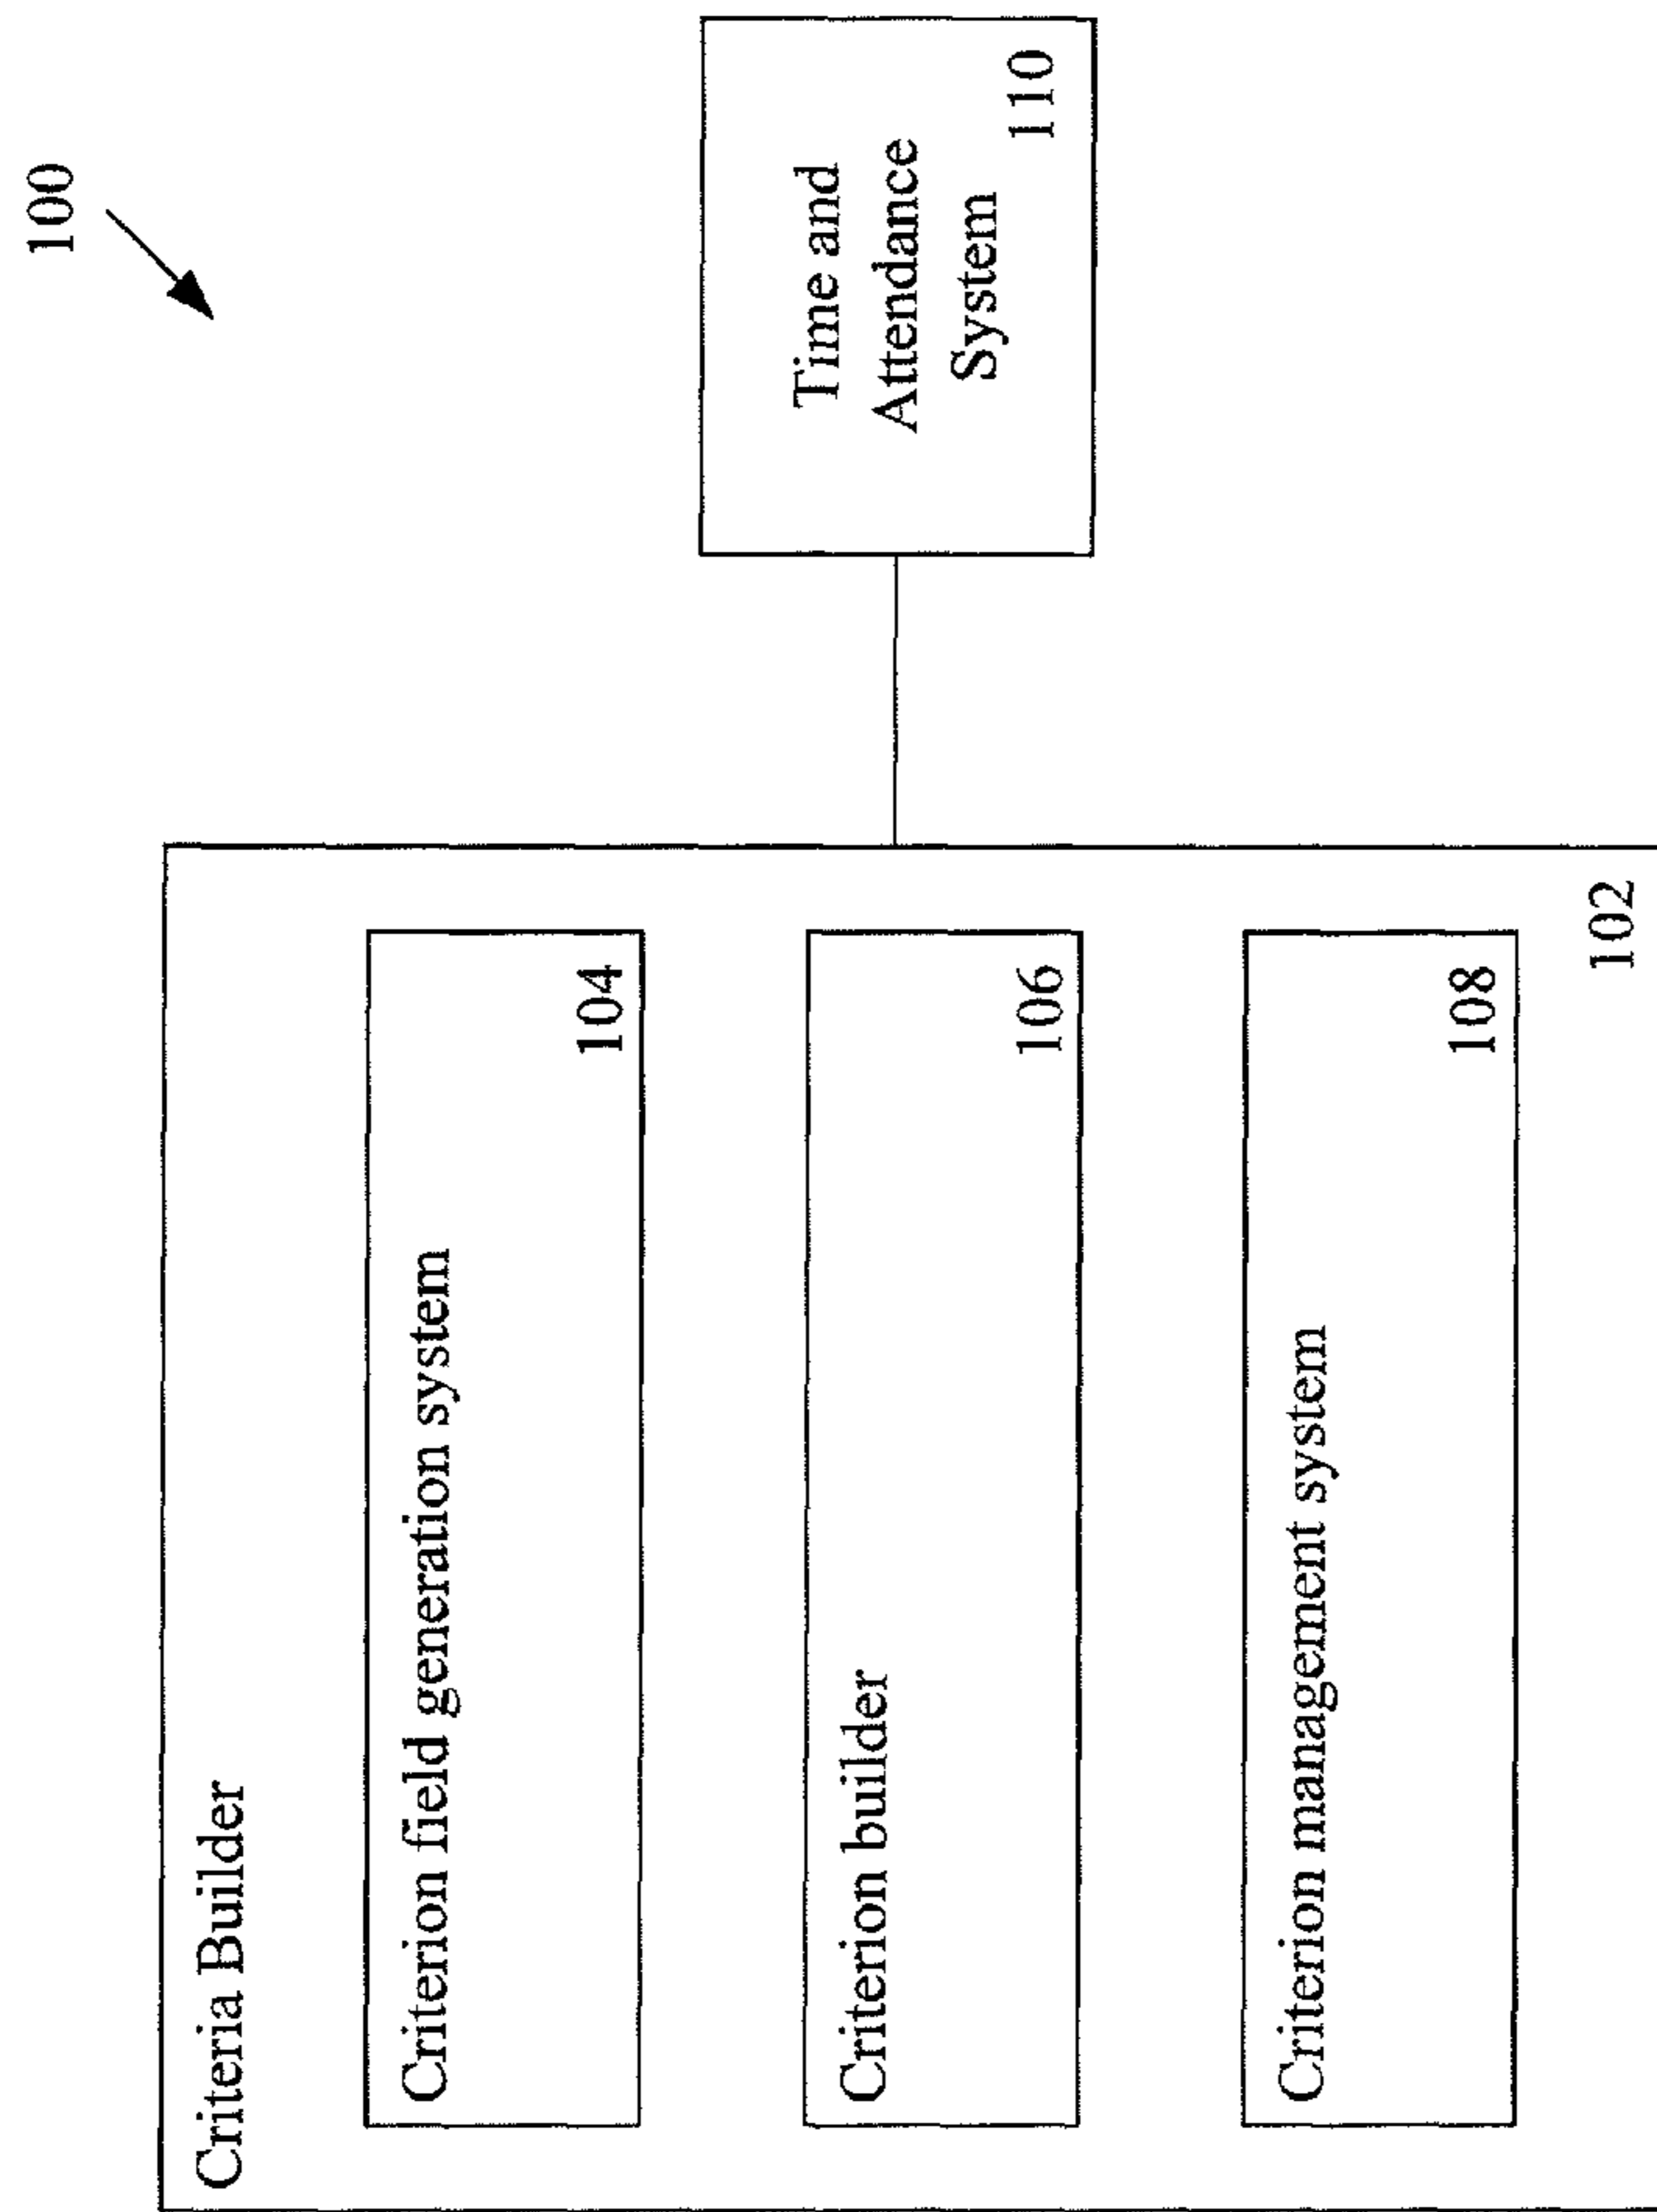 100
Criteria Builder
Criterion field generation system
104
Criterion builder
106
Criterion management system
108
102
Time and
Attendance
System
110